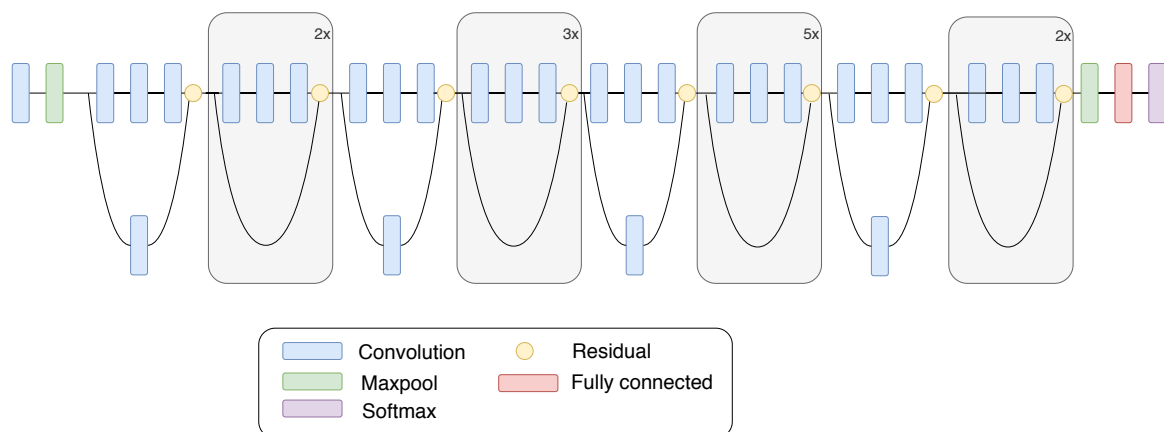 2x
3x
5x
2x
Convolution
Residual
Maxpool
Fully connected
Softmax